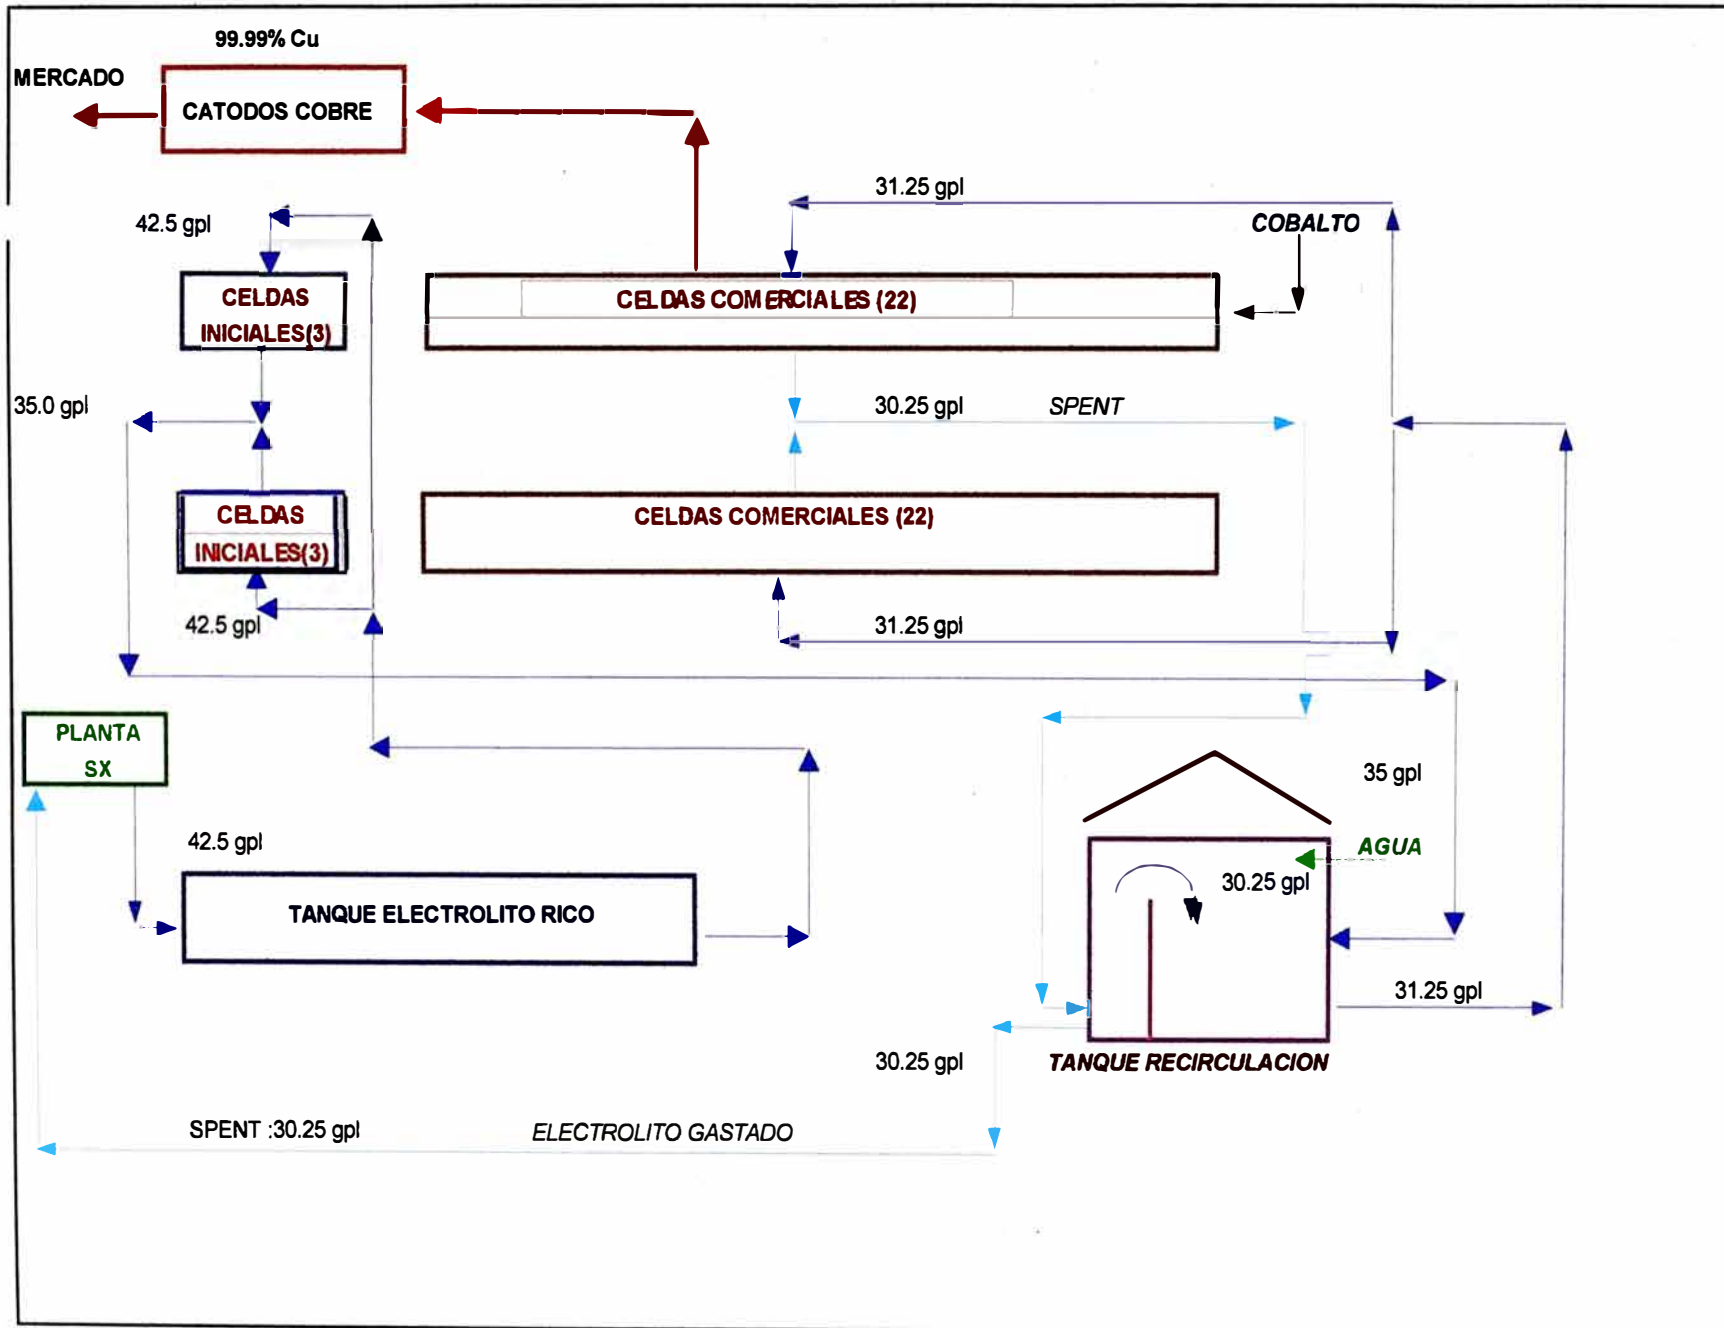 99.99% Cu
MERCADO
CATODOS COBRE
31.25 gpl
42.5 gpl
COBALTO
CELDAS
INICIALES(3)
CELDAS COMERCIALES (22)
35.0 gpl
30.25 gpl
SPENT
CELDAS
INICIALES(3)
CELDAS COMERCIALES (22)
42.5 gpl
31.25 gpl
PLANTA
SX
35 gpl
42.5 gpl
AGUA
30.25 gpl
TANQUE ELECTROLITO RICO
31.25 gpl
30.25 gpl
TANQUE RECIRCULACION
SPENT :30.25 gpl
ELECTROLITO GASTADO